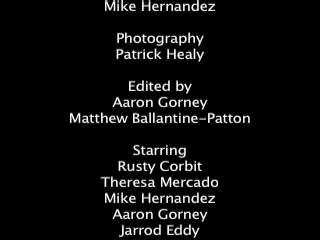 Mike Hernandez
Photography
Patrick Healy
Edited by
Aaron Gorney
Matthew Ballantine-Patton
Starring
Rusty Corbit
Theresa Mercado
Mike Hernandez
Aaron Gorney
Jarrod Eddy